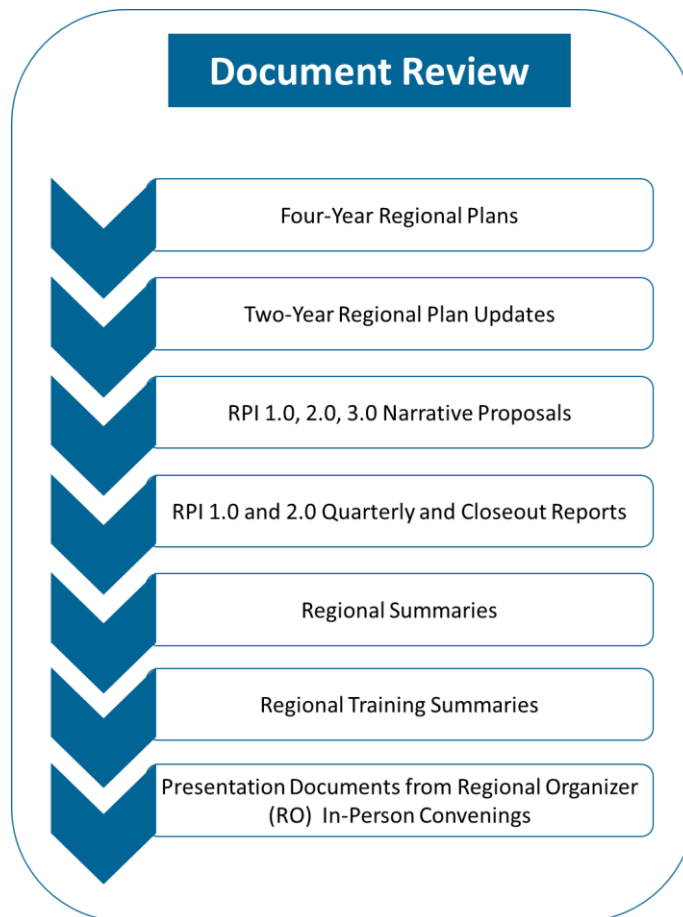 Document Review
Four-Year Regional Plans
Two-Year Regional Plan Updates
RPI 1.0, 2.0, 3.0 Narrative Proposals
RPI 1.0 and 2.0 Quarterly and Closeout Reports
Regional Summaries
Regional Training Summaries
Presentation Documents from Regional Organizer
(RO) In-Person Convenings